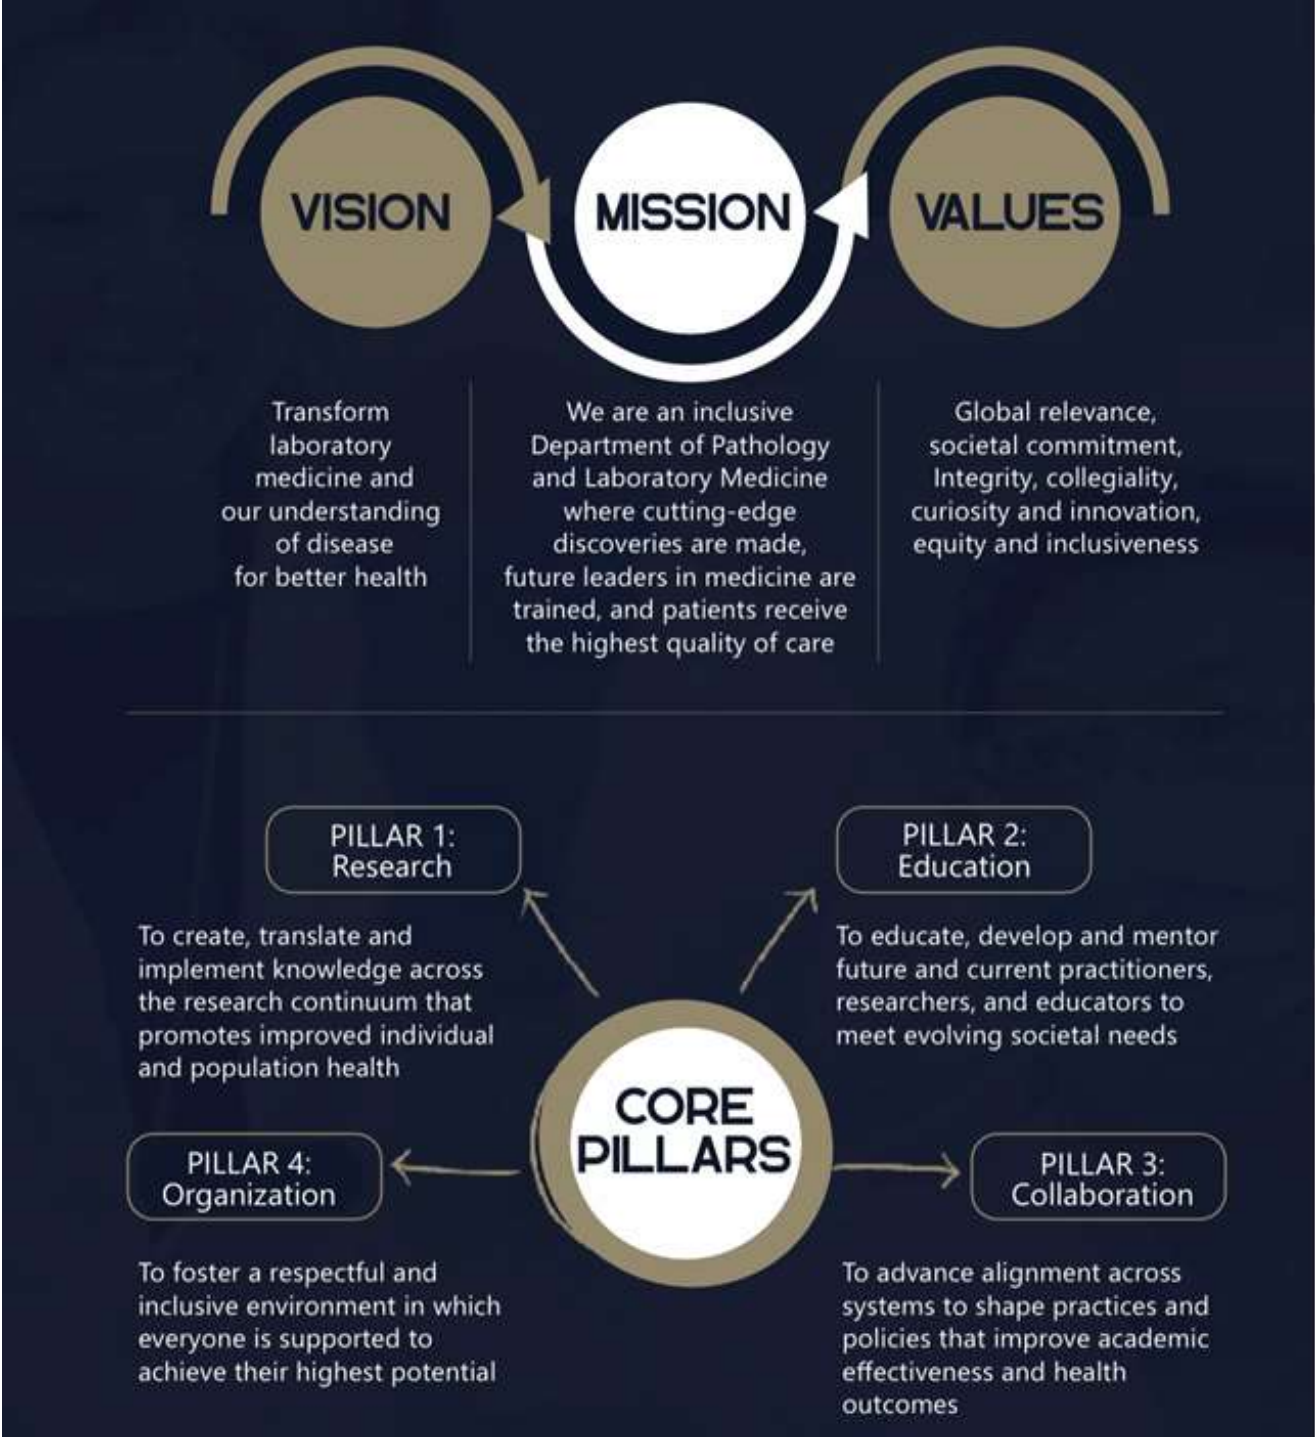 VISION
MISSION
VALUES
Transform
laboratory
medicine and
our understanding
of disease
for better health
We are an inclusive
Department of Pathology
and Laboratory Medicine
where cutting-edge
discoveries are made,
future leaders in medicine are
trained, and patients receive
the highest quality of care
Global relevance,
societal commitment,
Integrity, collegiality,
curiosity and innovation,
equity and inclusiveness
PILLAR 1:
Research
To create, translate and
implement knowledge across
the research continuum that
promotes improved individual
and population health
PILLAR 2:
Education
To educate, develop and mentor
future and current practitioners,
researchers, and educators to
meet evolving societal needs
CORE
PILLARS
PILLAR 4:
Organization
To foster a respectful and
inclusive environment in which
everyone is supported to
achieve their highest potential
PILLAR 3:
Collaboration
To advance alignment across
systems to shape practices and
policies that improve academic
effectiveness and health
outcomes